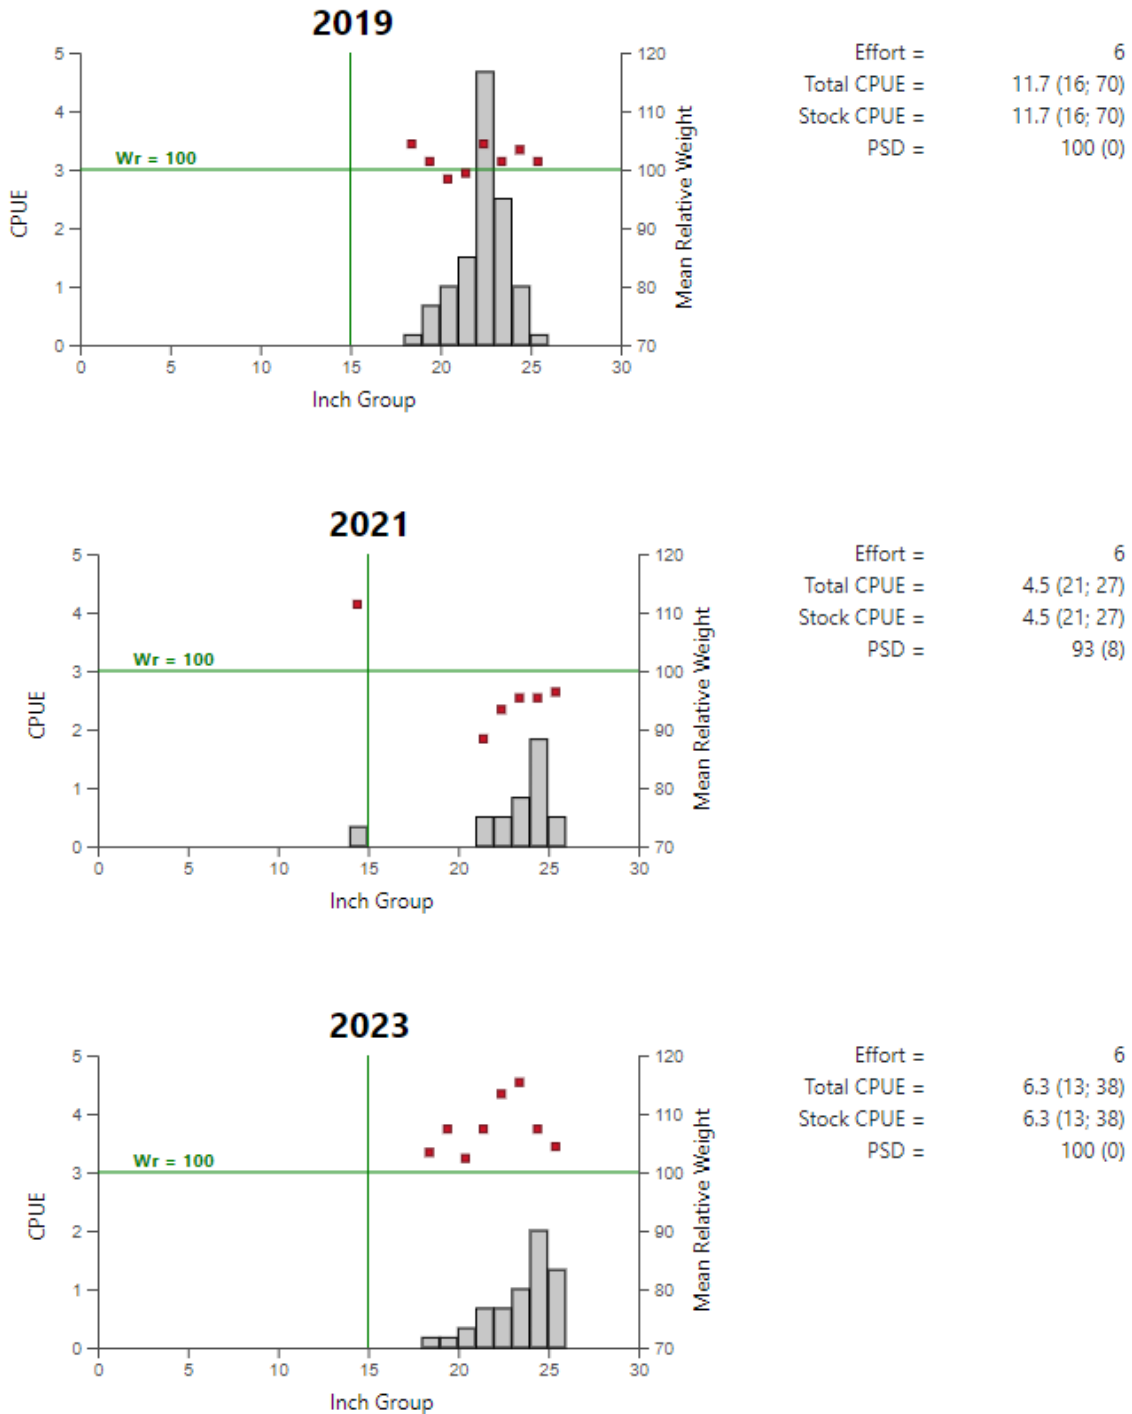 2019
Effort = 6
Total CPUE = 11.7 (16; 70)
Stock CPUE = 11.7 (16; 70)
PSD = 100 (0)
5 120
4 110
Wr = 100
3 100
2 90
1 80
0 70
CPUE
Mean Relative Weight
0 5 10 15 20 25 30
Inch Group
2021
Effort = 6
Total CPUE = 4.5 (21; 27)
Stock CPUE = 4.5 (21; 27)
PSD = 93 (8)
5 120
4 110
Wr = 100
3 100
2 90
1 80
0 70
CPUE
Mean Relative Weight
0 5 10 15 20 25 30
Inch Group
2023
Effort = 6
Total CPUE = 6.3 (13; 38)
Stock CPUE = 6.3 (13; 38)
PSD = 100 (0)
5 120
4 110
Wr = 100
3 100
2 90
1 80
0 70
CPUE
Mean Relative Weight
0 5 10 15 20 25 30
Inch Group